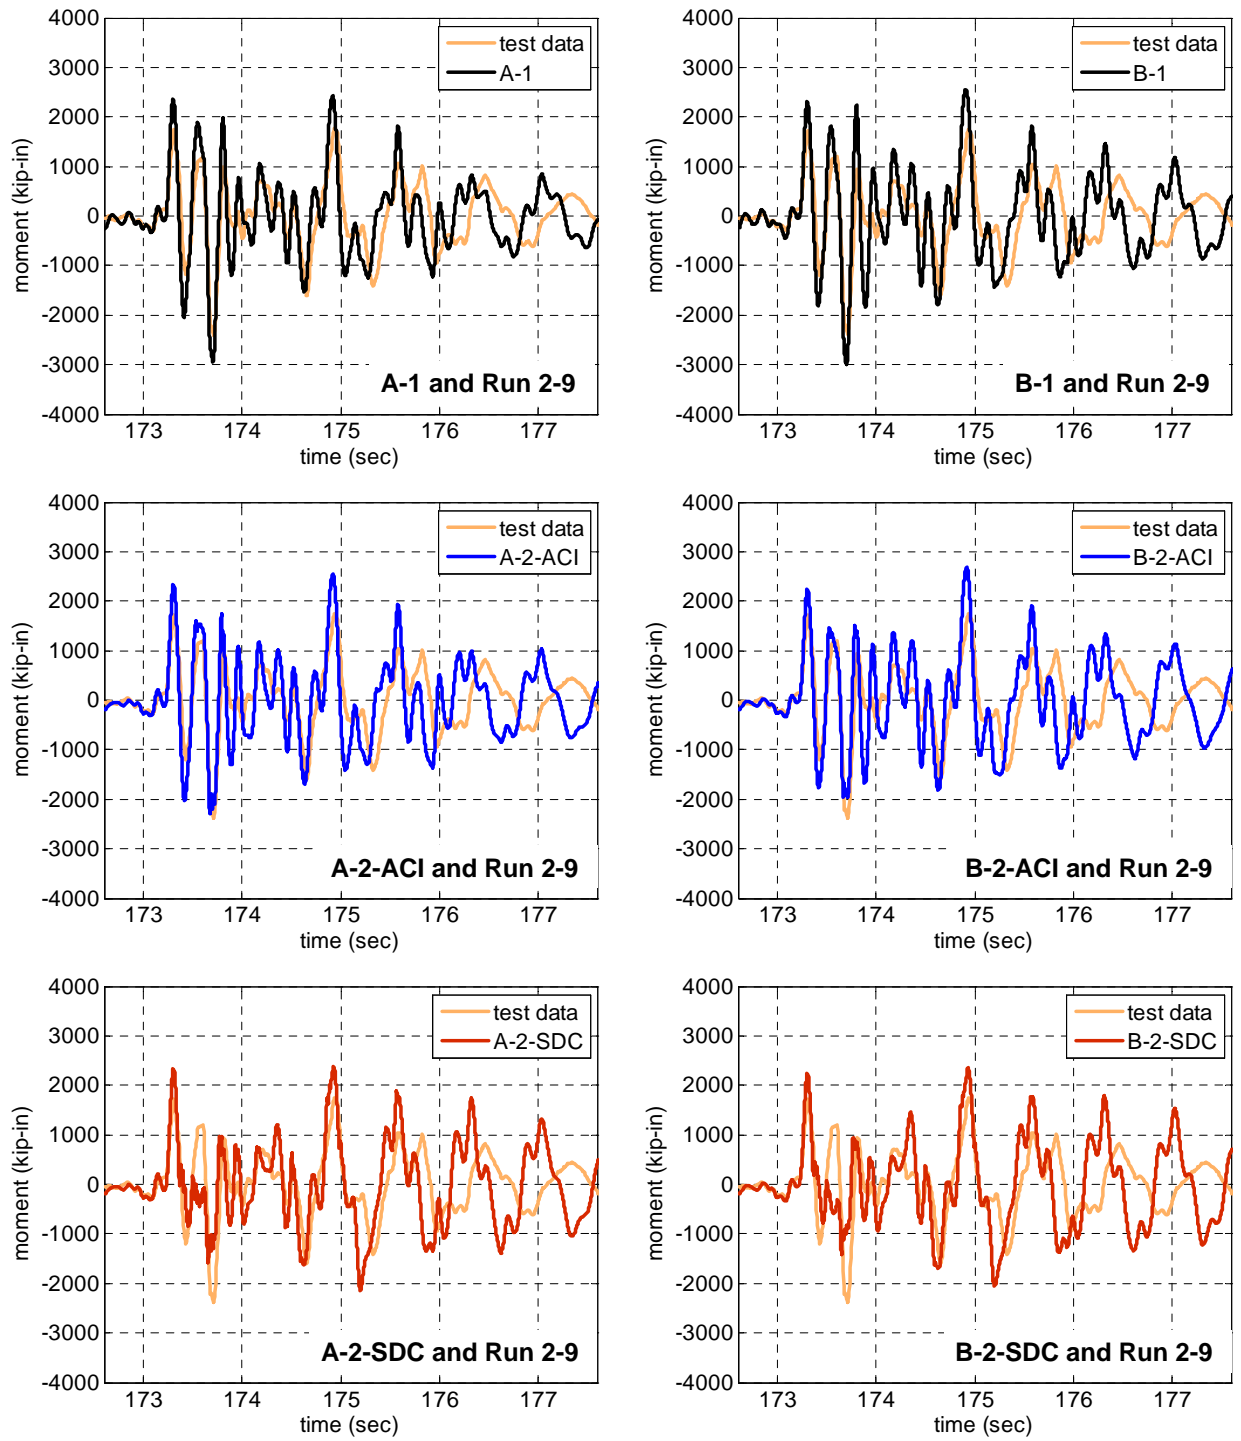 4000
3000
2000
1000
0
-1000
-2000
-3000
-4000
moment (kip-in)
test data
A-1
A-1 and Run 2-9
173 174 175 176 177
time (sec)
4000
3000
2000
1000
0
-1000
-2000
-3000
-4000
moment (kip-in)
test data
B-1
B-1 and Run 2-9
173 174 175 176 177
time (sec)
4000
3000
2000
1000
0
-1000
-2000
-3000
-4000
moment (kip-in)
test data
A-2-ACI
A-2-ACI and Run 2-9
173 174 175 176 177
time (sec)
4000
3000
2000
1000
0
-1000
-2000
-3000
-4000
moment (kip-in)
test data
B-2-ACI
B-2-ACI and Run 2-9
173 174 175 176 177
time (sec)
4000
3000
2000
1000
0
-1000
-2000
-3000
-4000
moment (kip-in)
test data
A-2-SDC
A-2-SDC and Run 2-9
173 174 175 176 177
time (sec)
4000
3000
2000
1000
0
-1000
-2000
-3000
-4000
moment (kip-in)
test data
B-2-SDC
B-2-SDC and Run 2-9
173 174 175 176 177
time (sec)